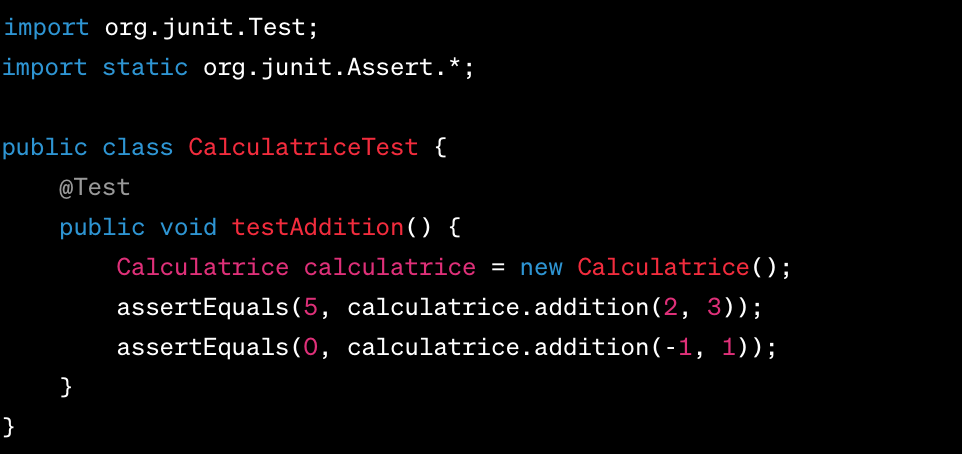 import org.junit.Test;
import static org.junit.Assert.*;
public class CalculatriceTest {
@Test
public void testAddition() {
Calculatrice calculatrice = new Calculatrice();
assertEquals(5, calculatrice.addition(2, 3));
assertEquals(0, calculatrice.addition(-1, 1));
}
}